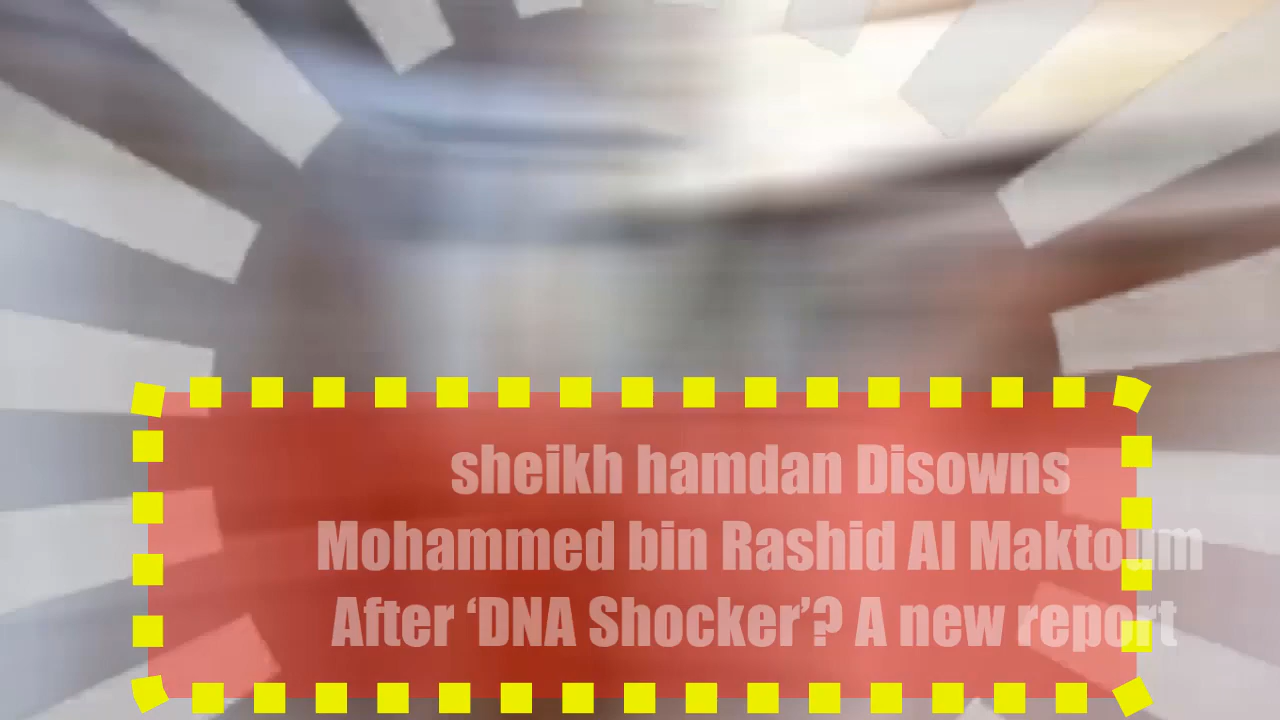 sheikh hamdan Disowns
Mohammed bin Rashid Al Maktoum
After ‘DNA Shocker’? A new report